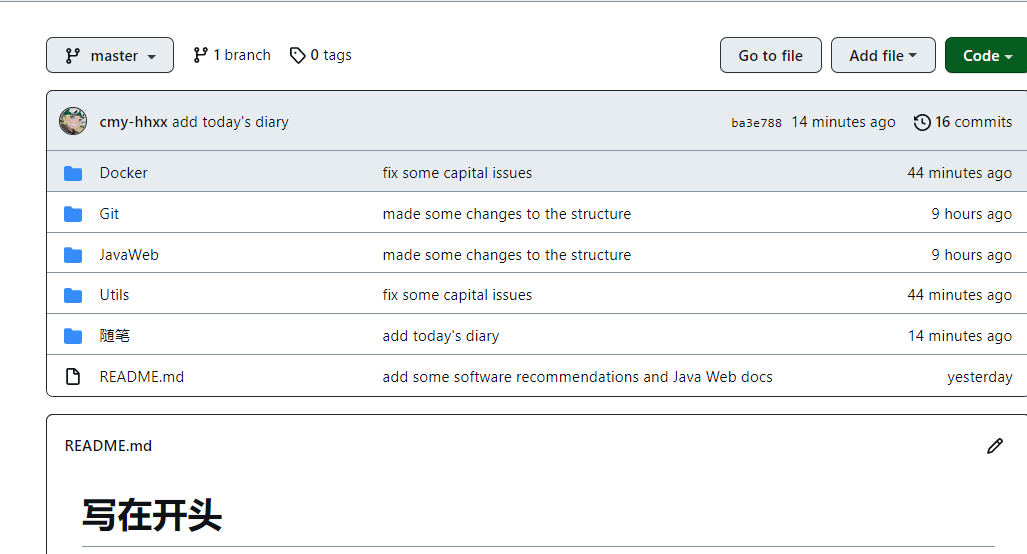 master 1 branch 0 tags Go to file Add file Code
cmy-hhxx add today's diary ba3e788 14 minutes ago 16 commits
Docker fix some capital issues 44 minutes ago
Git made some changes to the structure 9 hours ago
JavaWeb made some changes to the structure 9 hours ago
Utils fix some capital issues 44 minutes ago
随笔 add today's diary 14 minutes ago
README.md add some software recommendations and Java Web docs yesterday
README.md
写在开头